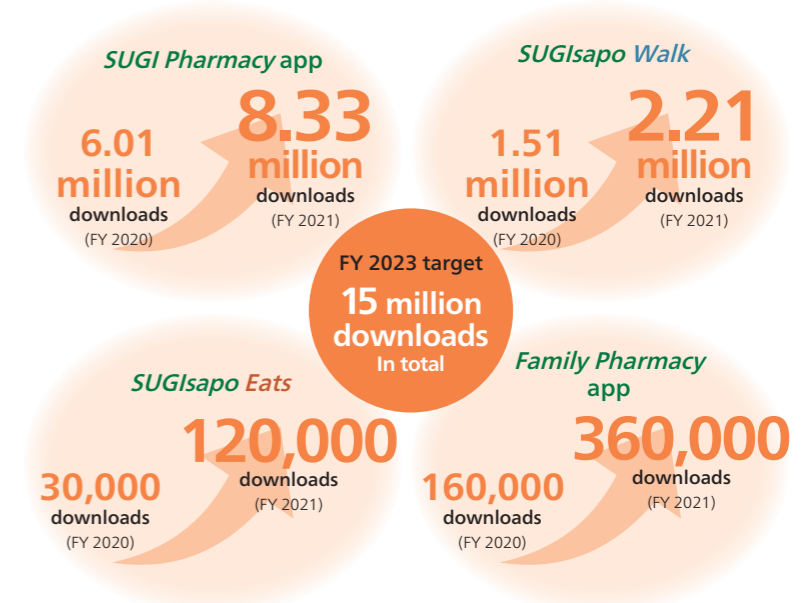 SUGI Pharmacy app
6.01
million
downloads
(FY 2020)
8.33
million
downloads
(FY 2021)
SUGIsapo Walk
1.51
million
downloads
(FY 2020)
2.21
million
downloads
(FY 2021)
FY 2023 target
15 million
downloads
In total
SUGIsapo Eats
30,000
downloads
(FY 2020)
120,000
downloads
(FY 2021)
Family Pharmacy
app
160,000
downloads
(FY 2020)
360,000
downloads
(FY 2021)